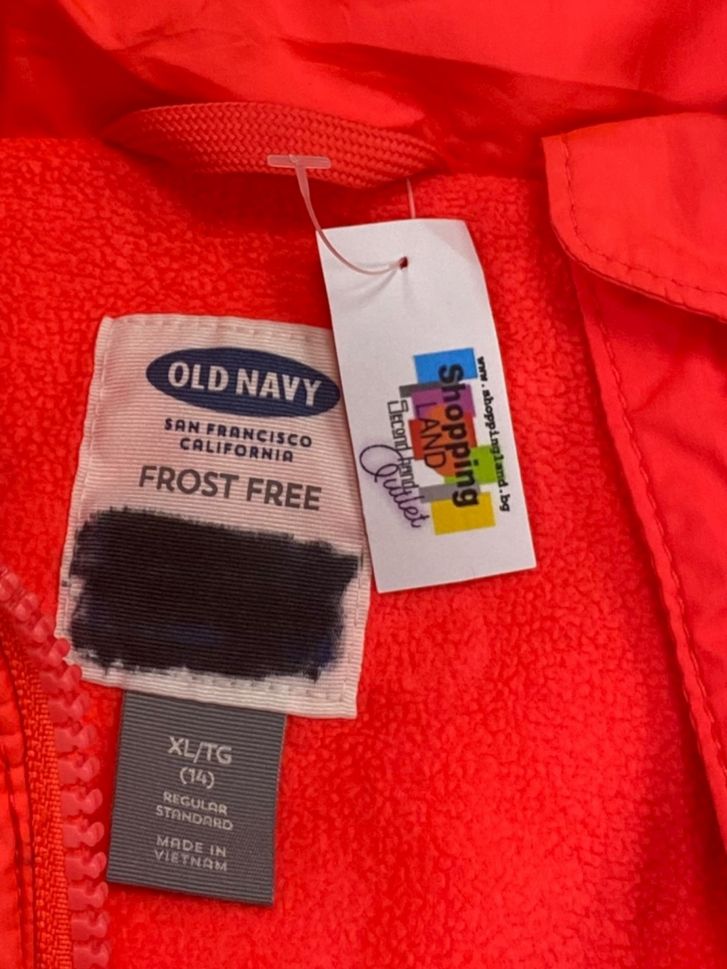 OLD NAVY
SAN FRANCISCO
CALIFORNIA
FROST FREE
XL/TG
(14)
REGULAR
STANDARD
MADE IN
VIETNAM
www.shoppingland.bg
Shopping
LAND
Second Hand
Outlet